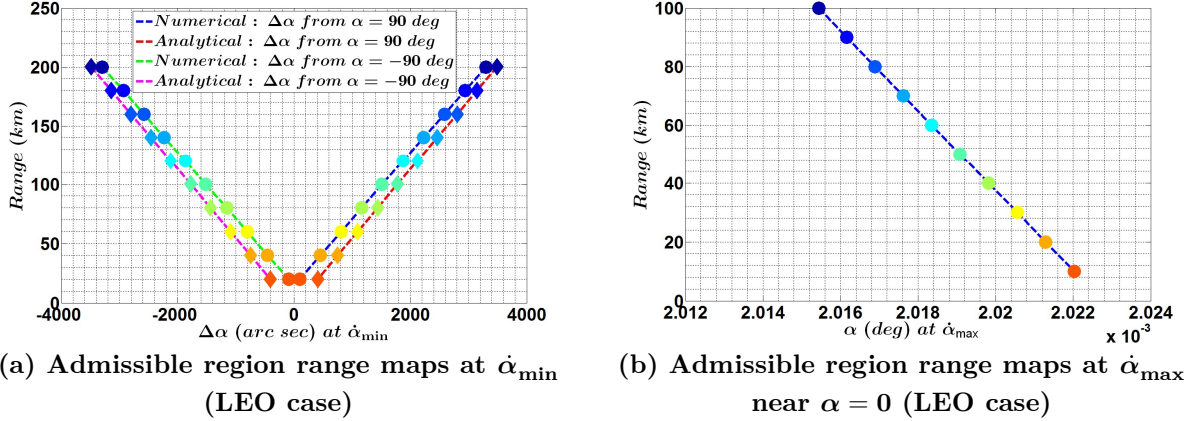 250
200
150
100
50
0
Range (km)
Numerical : Δα from α = 90 deg
Analytical : Δα from α = 90 deg
Numerical : Δα from α = −90 deg
Analytical : Δα from α = −90 deg
-4000 -2000 0 2000 4000
Δα (arc sec) at α̇min
(a) Admissible region range maps at α̇min
(LEO case)
100
80
60
40
20
0
Range (km)
2.012 2.014 2.016 2.018 2.02 2.022 2.024
α (deg) at α̇max
x 10⁻³
(b) Admissible region range maps at α̇max
near α = 0 (LEO case)